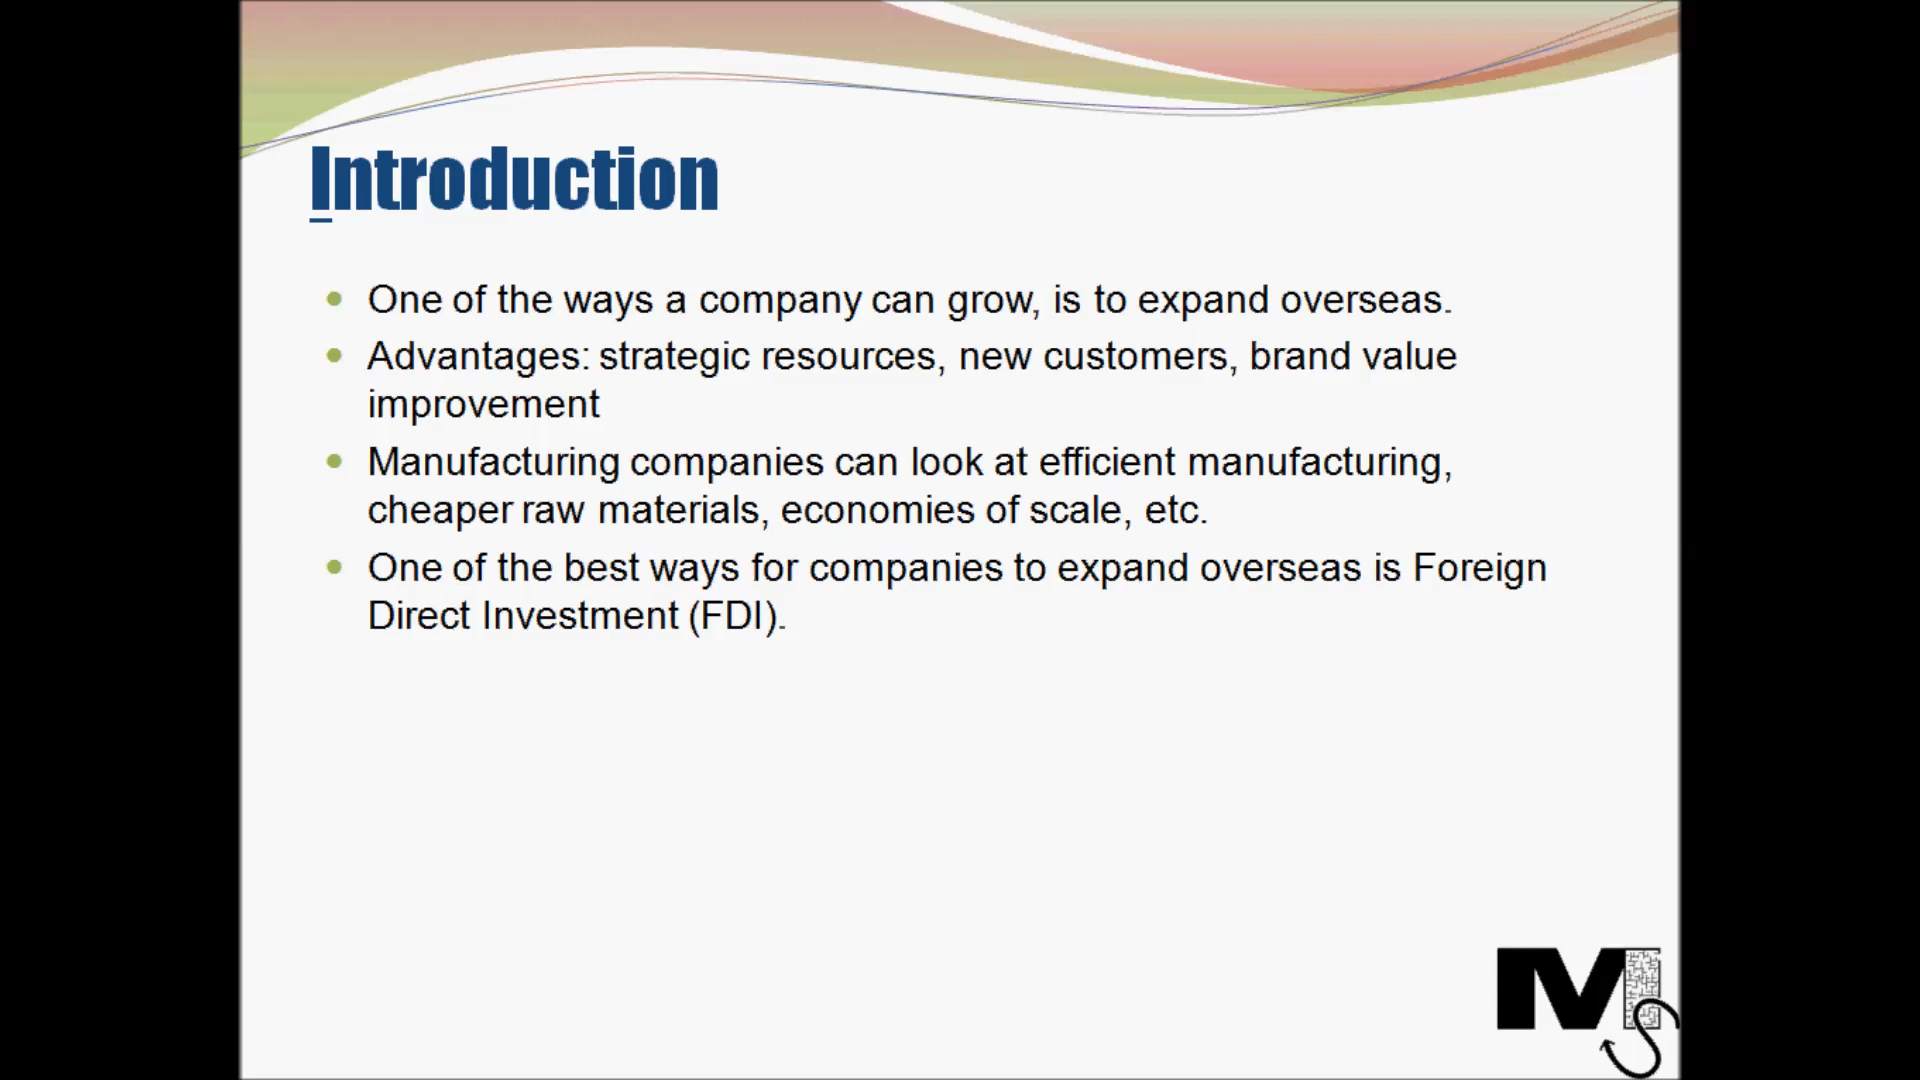 Introduction
• One of the ways a company can grow, is to expand overseas.
• Advantages: strategic resources, new customers, brand value
improvement
• Manufacturing companies can look at efficient manufacturing,
cheaper raw materials, economies of scale, etc.
• One of the best ways for companies to expand overseas is Foreign
Direct Investment (FDI).
MS